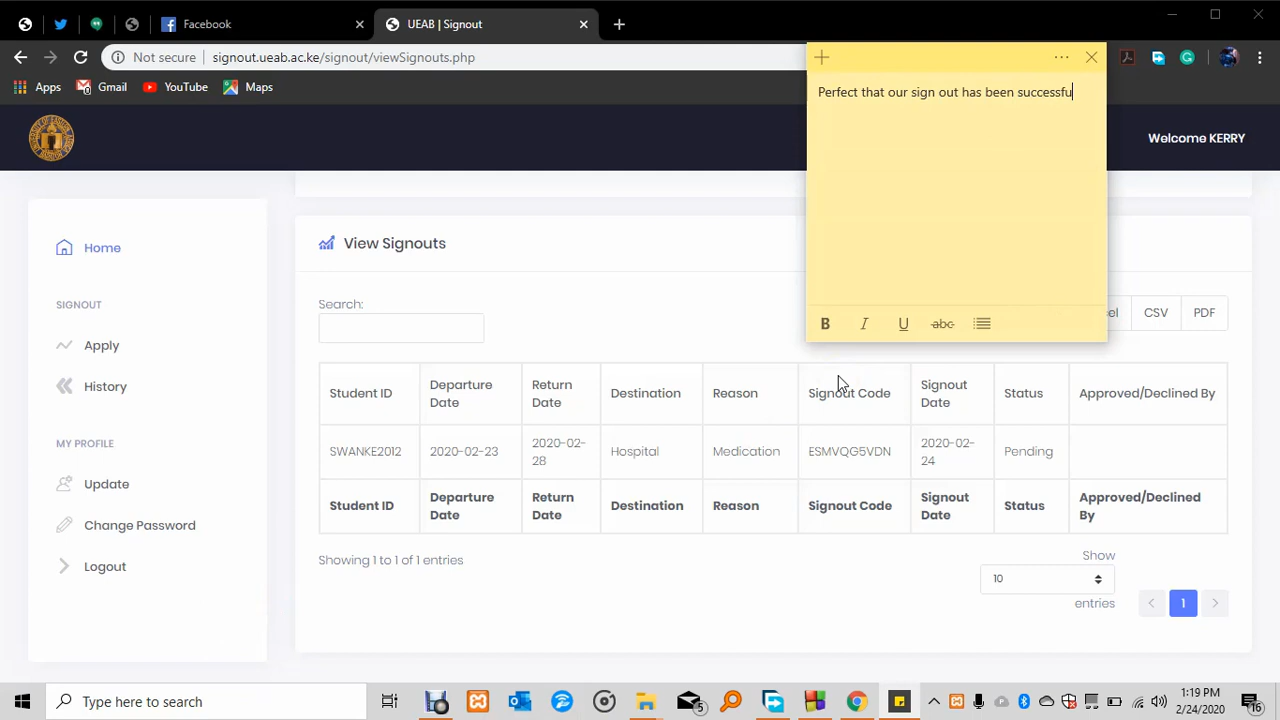 Facebook
UEAB | Signout
Not secure
signout.ueab.ac.ke/signout/viewSignouts.php
Apps
Gmail
YouTube
Maps
Perfect that our sign out has been successfu
B I U abc
Welcome KERRY
Home
SIGNOUT
Apply
History
MY PROFILE
Update
Change Password
Logout
View Signouts
Search:
cel
CSV
PDF
Student ID
Departure
Date
Return
Date
Destination
Reason
Signout Code
Signout
Date
Status
Approved/Declined By
SWANKE2012
2020-02-23
2020-02-
28
Hospital
Medication
ESMVQG5VDN
2020-02-
24
Pending
Student ID
Departure
Date
Return
Date
Destination
Reason
Signout Code
Signout
Date
Status
Approved/Declined
By
Showing 1 to 1 of 1 entries
Show
10
entries
1
Type here to search
5
1:19 PM
2/24/2020
16